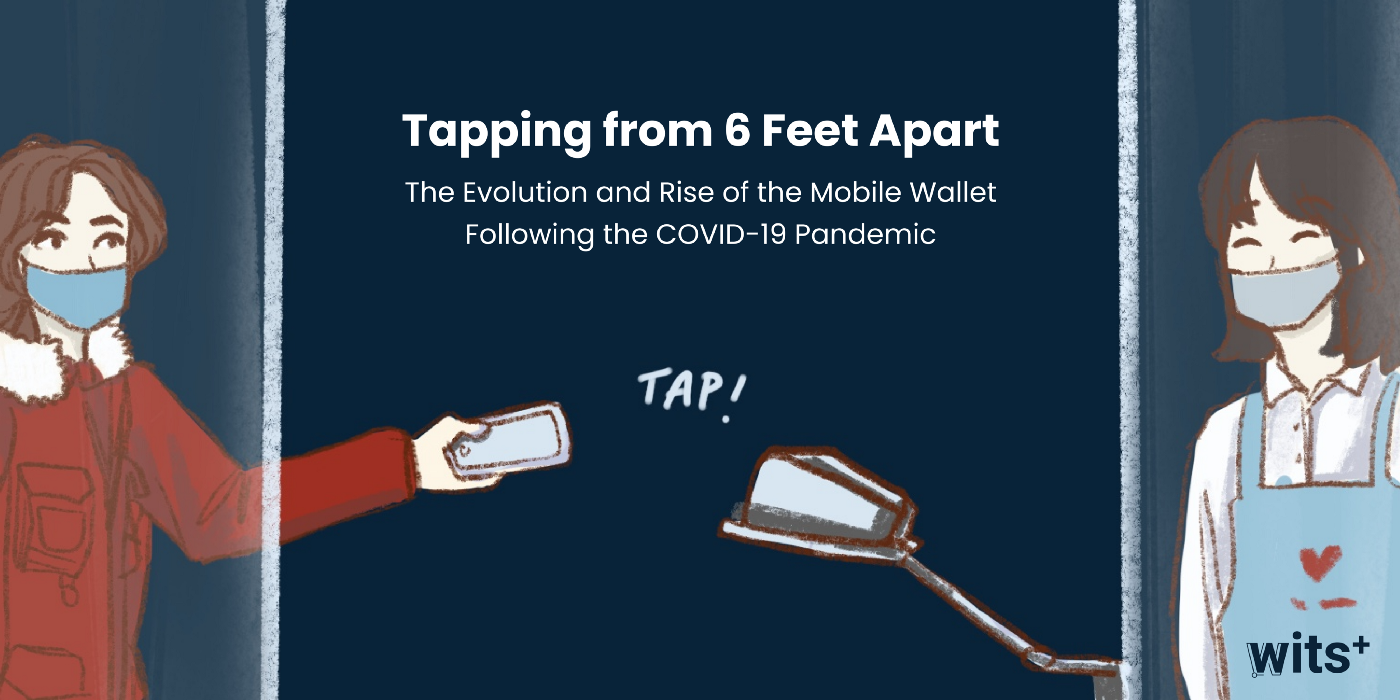 Tapping from 6 Feet Apart
The Evolution and Rise of the Mobile Wallet
Following the COVID-19 Pandemic
TAP!
wits+